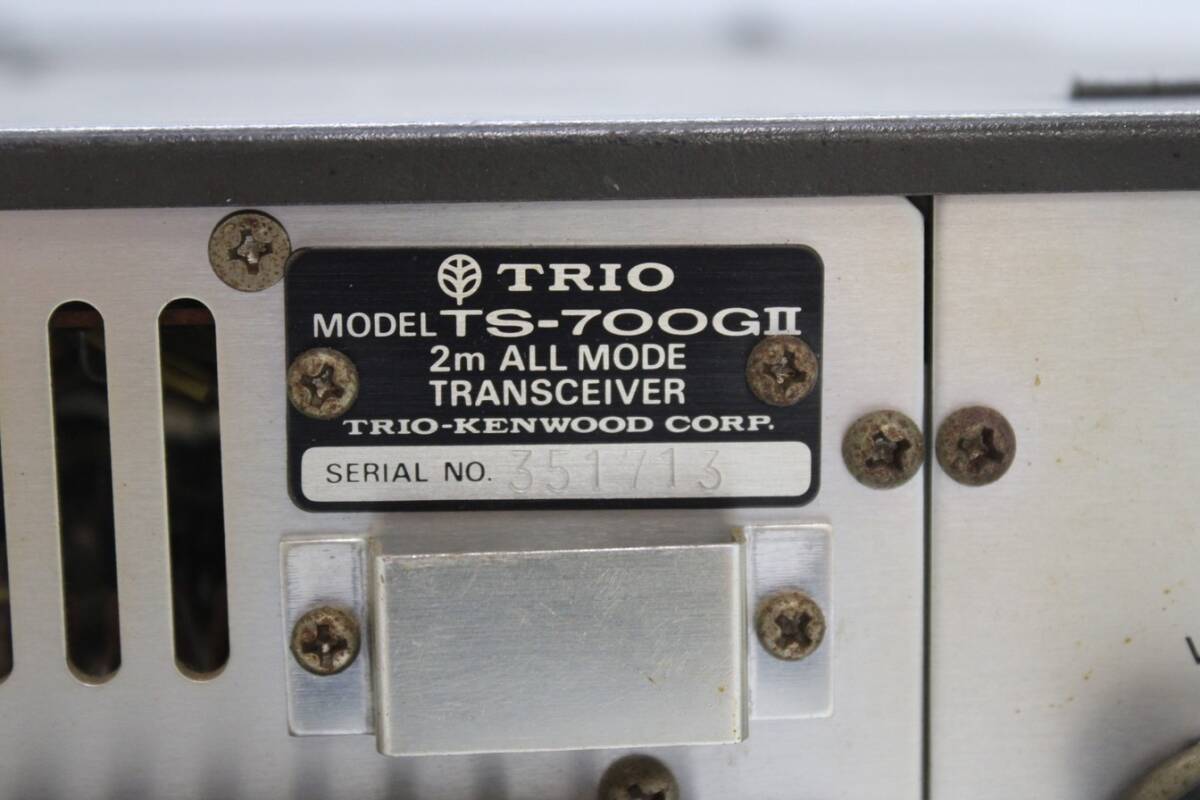 TRIO
MODEL TS-700GII
2m ALL MODE
TRANSCEIVER
TRIO-KENWOOD CORP.
SERIAL NO. 351713